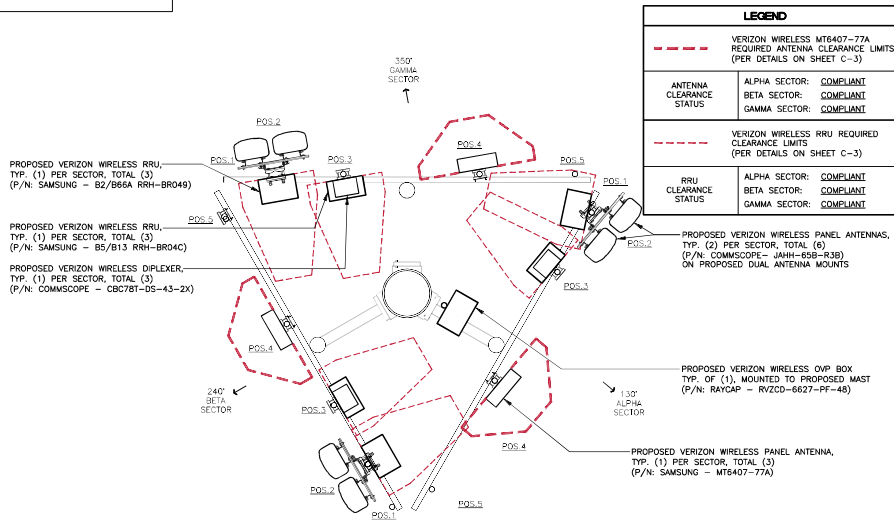 LEGEND
VERIZON WIRELESS MT6407-77A
REQUIRED ANTENNA CLEARANCE LIMITS
(PER DETAILS ON SHEET C-3)
ANTENNA
CLEARANCE
STATUS
ALPHA SECTOR: COMPLIANT
BETA SECTOR: COMPLIANT
GAMMA SECTOR: COMPLIANT
VERIZON WIRELESS RRU REQUIRED
CLEARANCE LIMITS
(PER DETAILS ON SHEET C-3)
RRU
CLEARANCE
STATUS
ALPHA SECTOR: COMPLIANT
BETA SECTOR: COMPLIANT
GAMMA SECTOR: COMPLIANT
350°
GAMMA
SECTOR
POS.2
POS.1
POS.3
POS.4
POS.5
PROPOSED VERIZON WIRELESS RRU,
TYP. (1) PER SECTOR, TOTAL (3)
(P/N: SAMSUNG - B2/B66A RRH-BR049)
POS.5
PROPOSED VERIZON WIRELESS RRU,
TYP. (1) PER SECTOR, TOTAL (3)
(P/N: SAMSUNG - B5/B13 RRH-BR04C)
PROPOSED VERIZON WIRELESS DIPLEXER,
TYP. (1) PER SECTOR, TOTAL (3)
(P/N: COMMSCOPE - CBC78T-DS-43-2X)
POS.1
POS.2
PROPOSED VERIZON WIRELESS PANEL ANTENNAS,
TYP. (2) PER SECTOR, TOTAL (6)
(P/N: COMMSCOPE- JAHH-65B-R3B)
ON PROPOSED DUAL ANTENNA MOUNTS
POS.3
POS.4
240°
BETA
SECTOR
POS.3
PROPOSED VERIZON WIRELESS OVP BOX
TYP. OF (1), MOUNTED TO PROPOSED MAST
(P/N: RAYCAP - RVZCD-6627-PF-48)
130°
ALPHA
SECTOR
POS.4
PROPOSED VERIZON WIRELESS PANEL ANTENNA,
TYP. (1) PER SECTOR, TOTAL (3)
(P/N: SAMSUNG - MT6407-77A)
POS.2
POS.1
POS.5